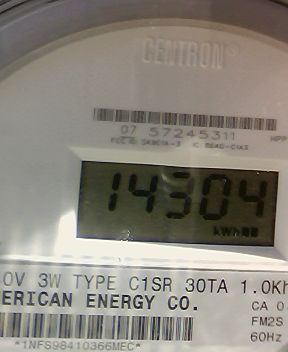 CENTRON®
07 57245311
14304
kWh
0V 3W TYPE C1SR 30TA 1.0Kh
ERICAN ENERGY CO.
CA 0
FM2S
60Hz
*1NFS98410366MEC*